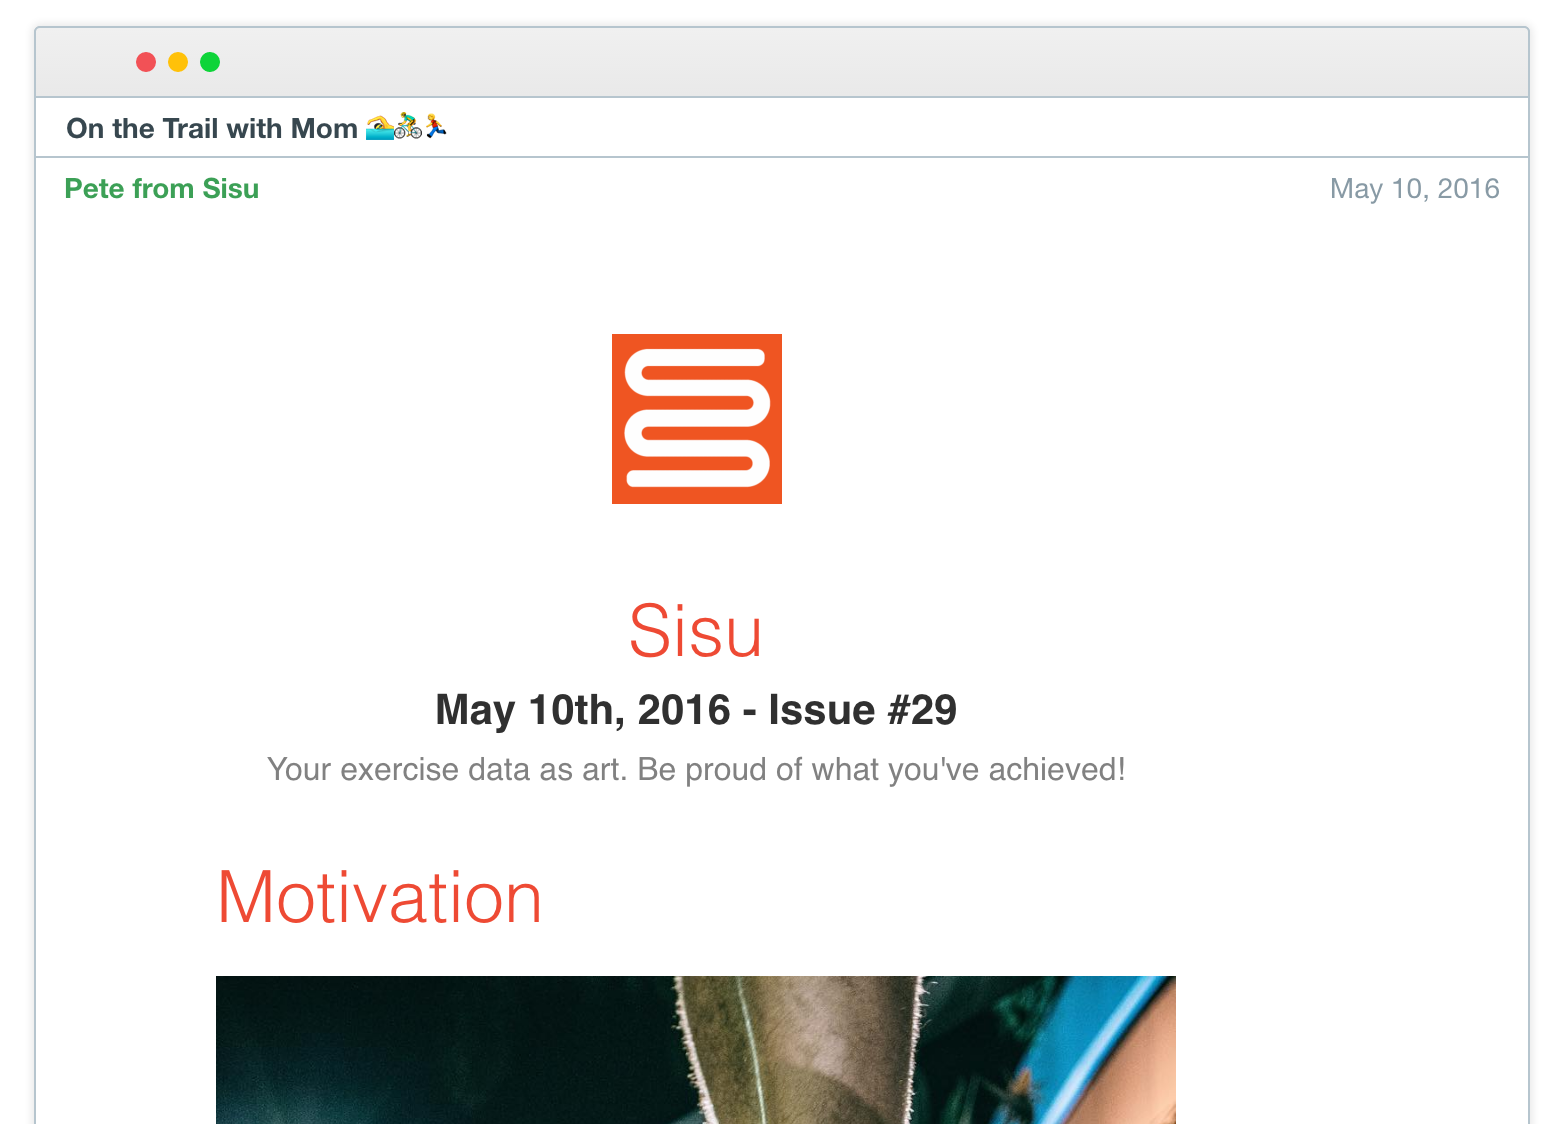 On the Trail with Mom 🏊🚴🏃
Pete from Sisu
May 10, 2016
Sisu
May 10th, 2016 - Issue #29
Your exercise data as art. Be proud of what you've achieved!
Motivation